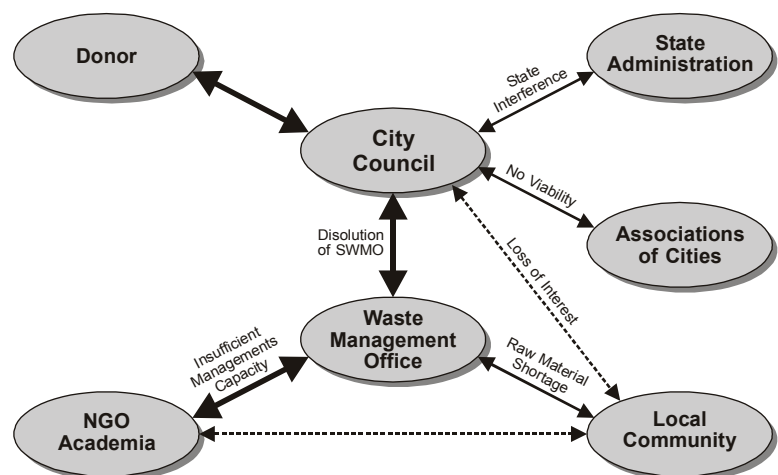 Donor
State
Administration
State
Interference
City
Council
No Viability
Associations
of Cities
Disolution
of SWMO
Loss of Interest
Waste
Management
Office
Insufficient
Managements
Capacity
Raw Material
Shortage
NGO
Academia
Local
Community